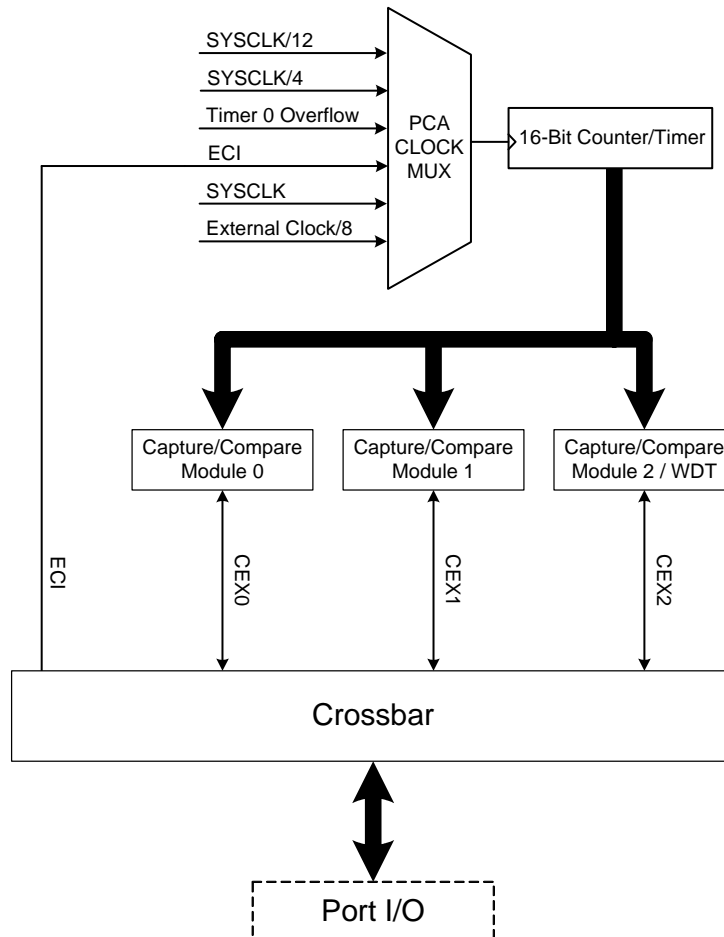 SYSCLK/12
SYSCLK/4
Timer 0 Overflow
ECI
SYSCLK
External Clock/8
PCA
CLOCK
MUX
16-Bit Counter/Timer
Capture/Compare
Module 0
Capture/Compare
Module 1
Capture/Compare
Module 2 / WDT
ECI
CEX0
CEX1
CEX2
Crossbar
Port I/O